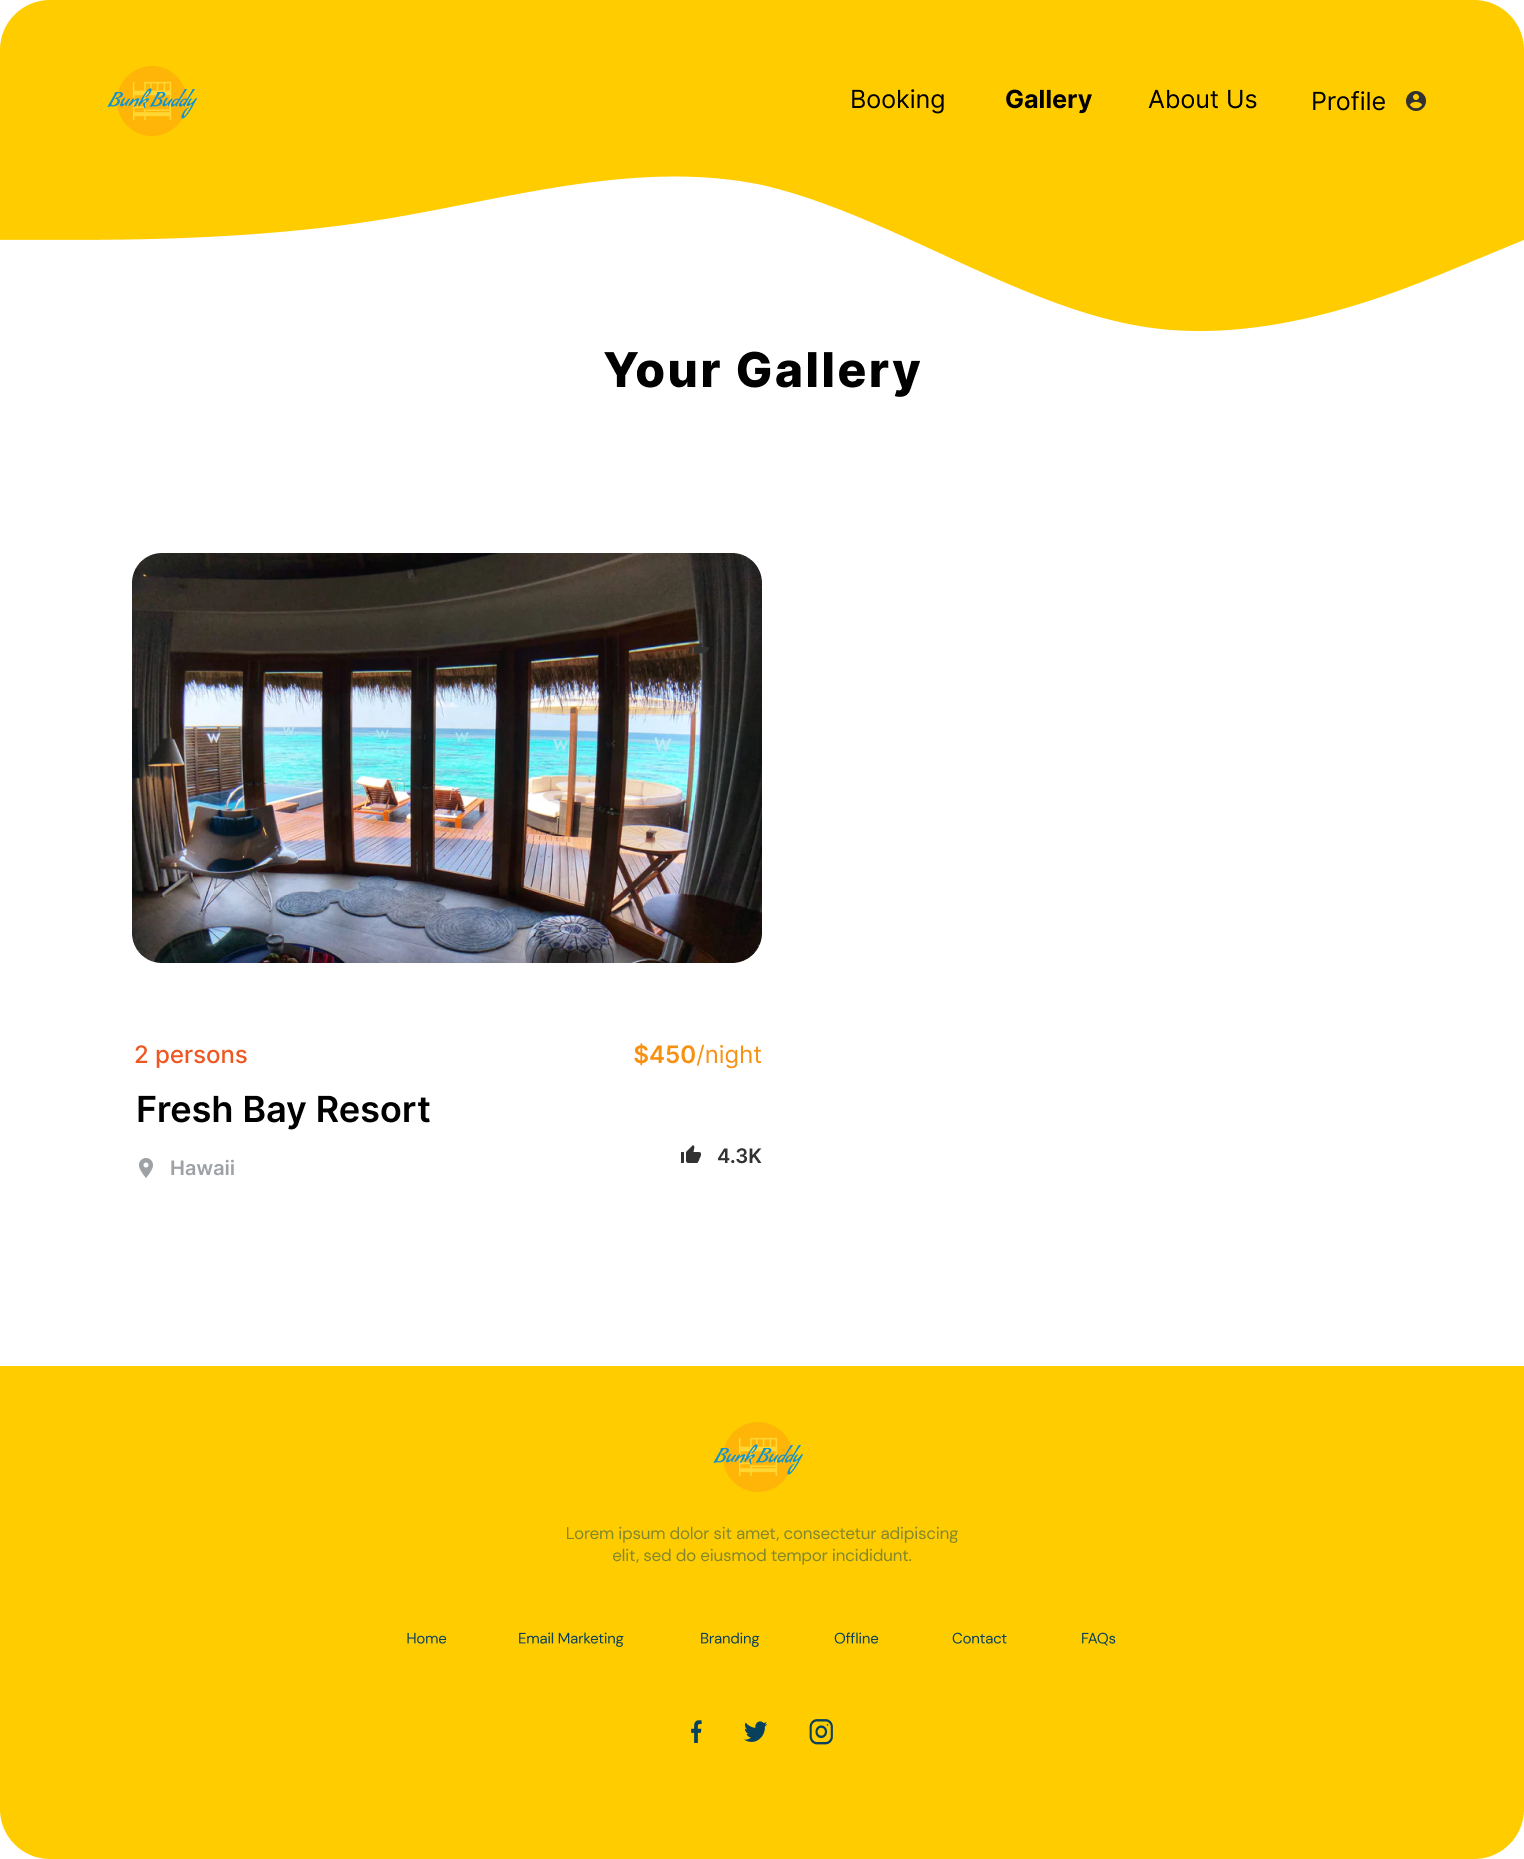 Bunk Buddy
Booking Gallery About Us Profile
Your Gallery
W W W W W W
2 persons $450/night
Fresh Bay Resort
Hawaii 4.3K
Bunk Buddy
Lorem ipsum dolor sit amet, consectetur adipiscing
elit, sed do eiusmod tempor incididunt.
Home Email Marketing Branding Offline Contact FAQs